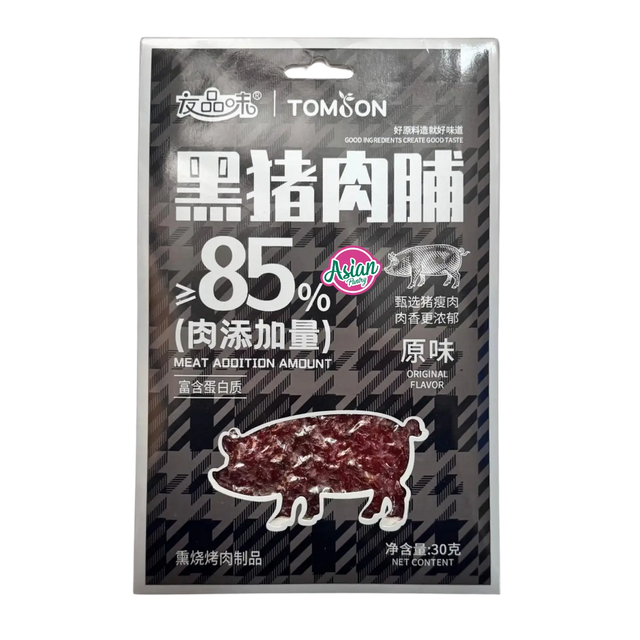 友品味® | TOMSON
好原料造就好味道
GOOD INGREDIENTS CREATE GOOD TASTE
黑猪肉脯
≥85%
(肉添加量)
MEAT ADDITION AMOUNT
富含蛋白质
Asian
Pantry
甄选猪瘦肉
肉香更浓郁
原味
ORIGINAL
FLAVOR
熏烧烤肉制品
净含量:30克
NET CONTENT